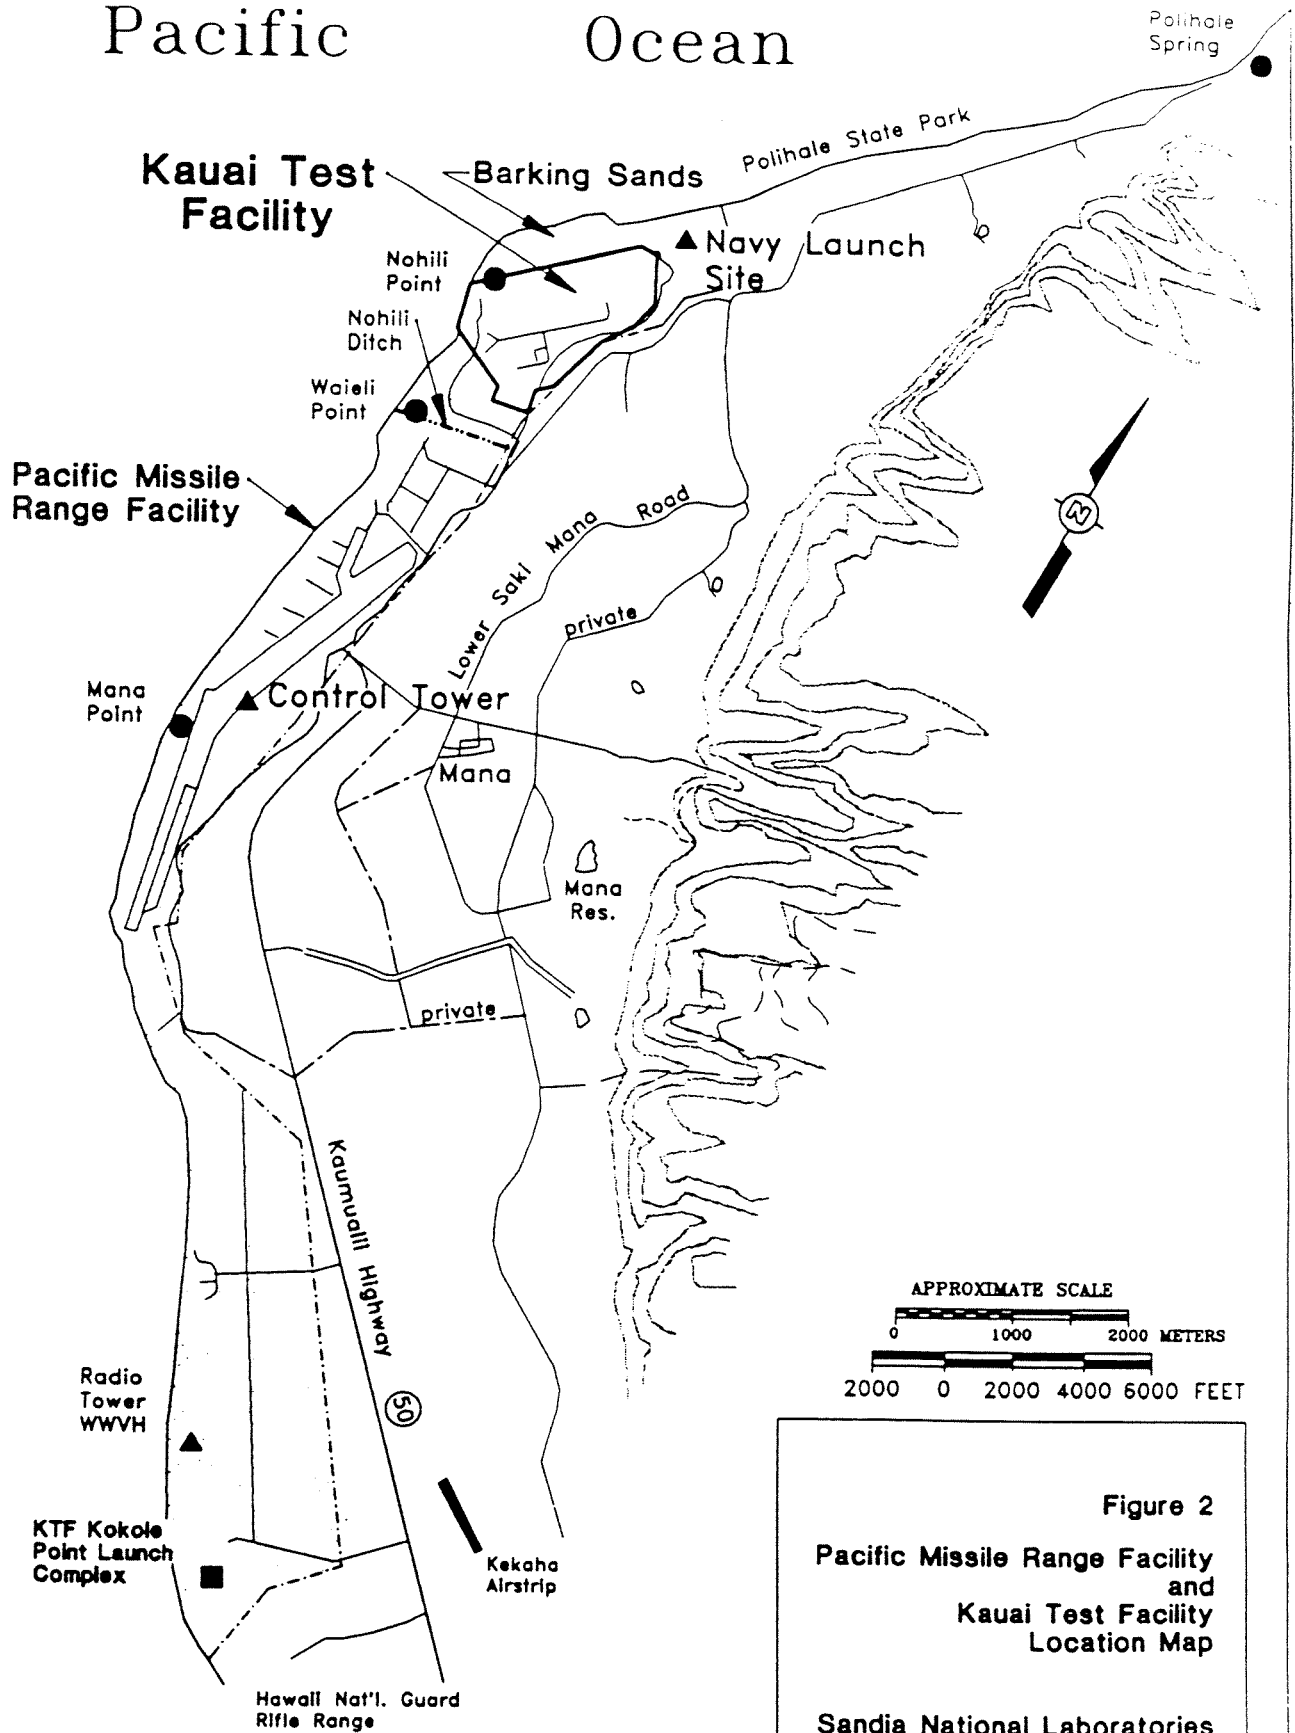 Pacific Ocean
Polihale
Spring
Polihale State Park
Kauai Test
Facility
Barking Sands
Navy Launch
Site
Nohili
Point
Nohili
Ditch
Waieli
Point
Pacific Missile
Range Facility
N
Lower Saki Mana Road
private
Mana
Point
Control Tower
Mana
Mana
Res.
private
Kaumualii Highway
50
APPROXIMATE SCALE
0 1000 2000 METERS
2000 0 2000 4000 6000 FEET
Radio
Tower
WWVH
KTF Kokole
Point Launch
Complex
Kekaha
Airstrip
Hawaii Nat'l. Guard
Rifle Range
Figure 2
Pacific Missile Range Facility
and
Kauai Test Facility
Location Map
Sandia National Laboratories